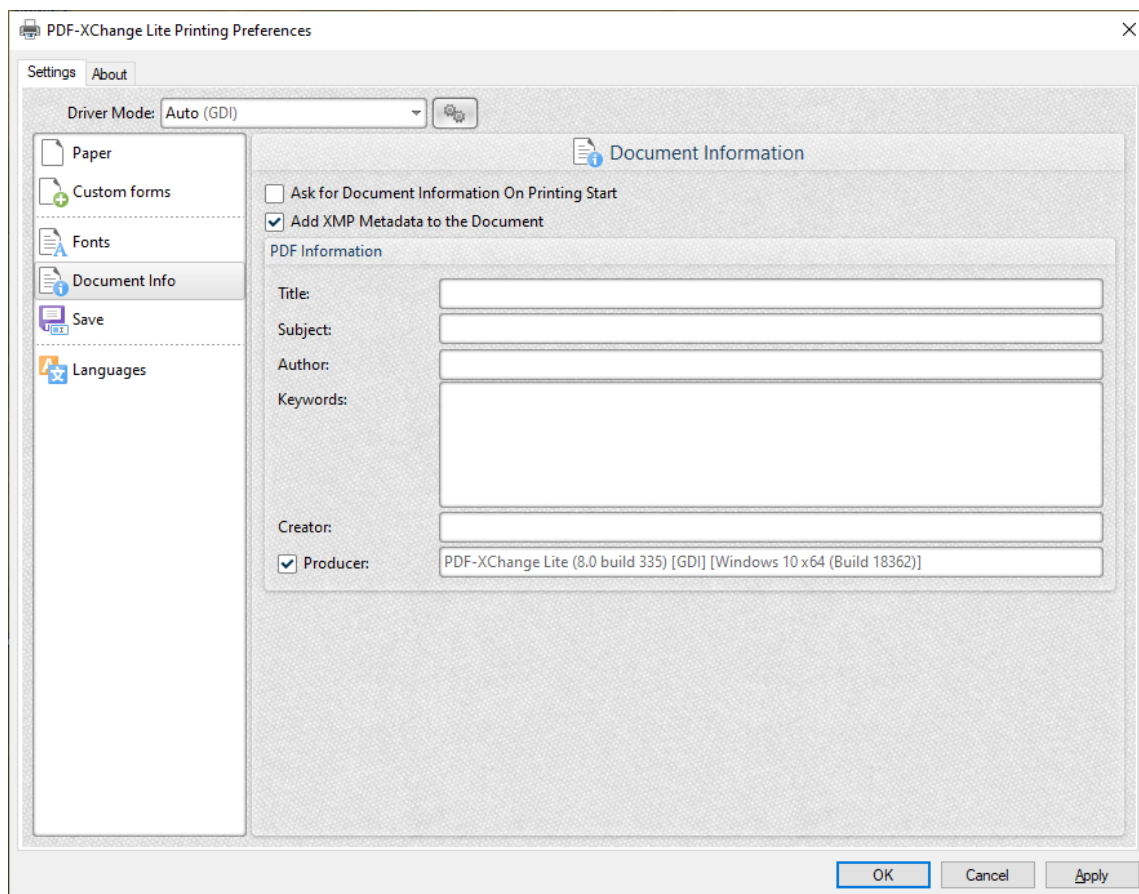 PDF-XChange Lite Printing Preferences
Settings About
Driver Mode: Auto (GDI)
Paper
Custom forms
Fonts
Document Info
Save
Languages
Document Information
Ask for Document Information On Printing Start
Add XMP Metadata to the Document
PDF Information
Title:
Subject:
Author:
Keywords:
Creator:
Producer: PDF-XChange Lite (8.0 build 335) [GDI] [Windows 10 x64 (Build 18362)]
OK Cancel Apply